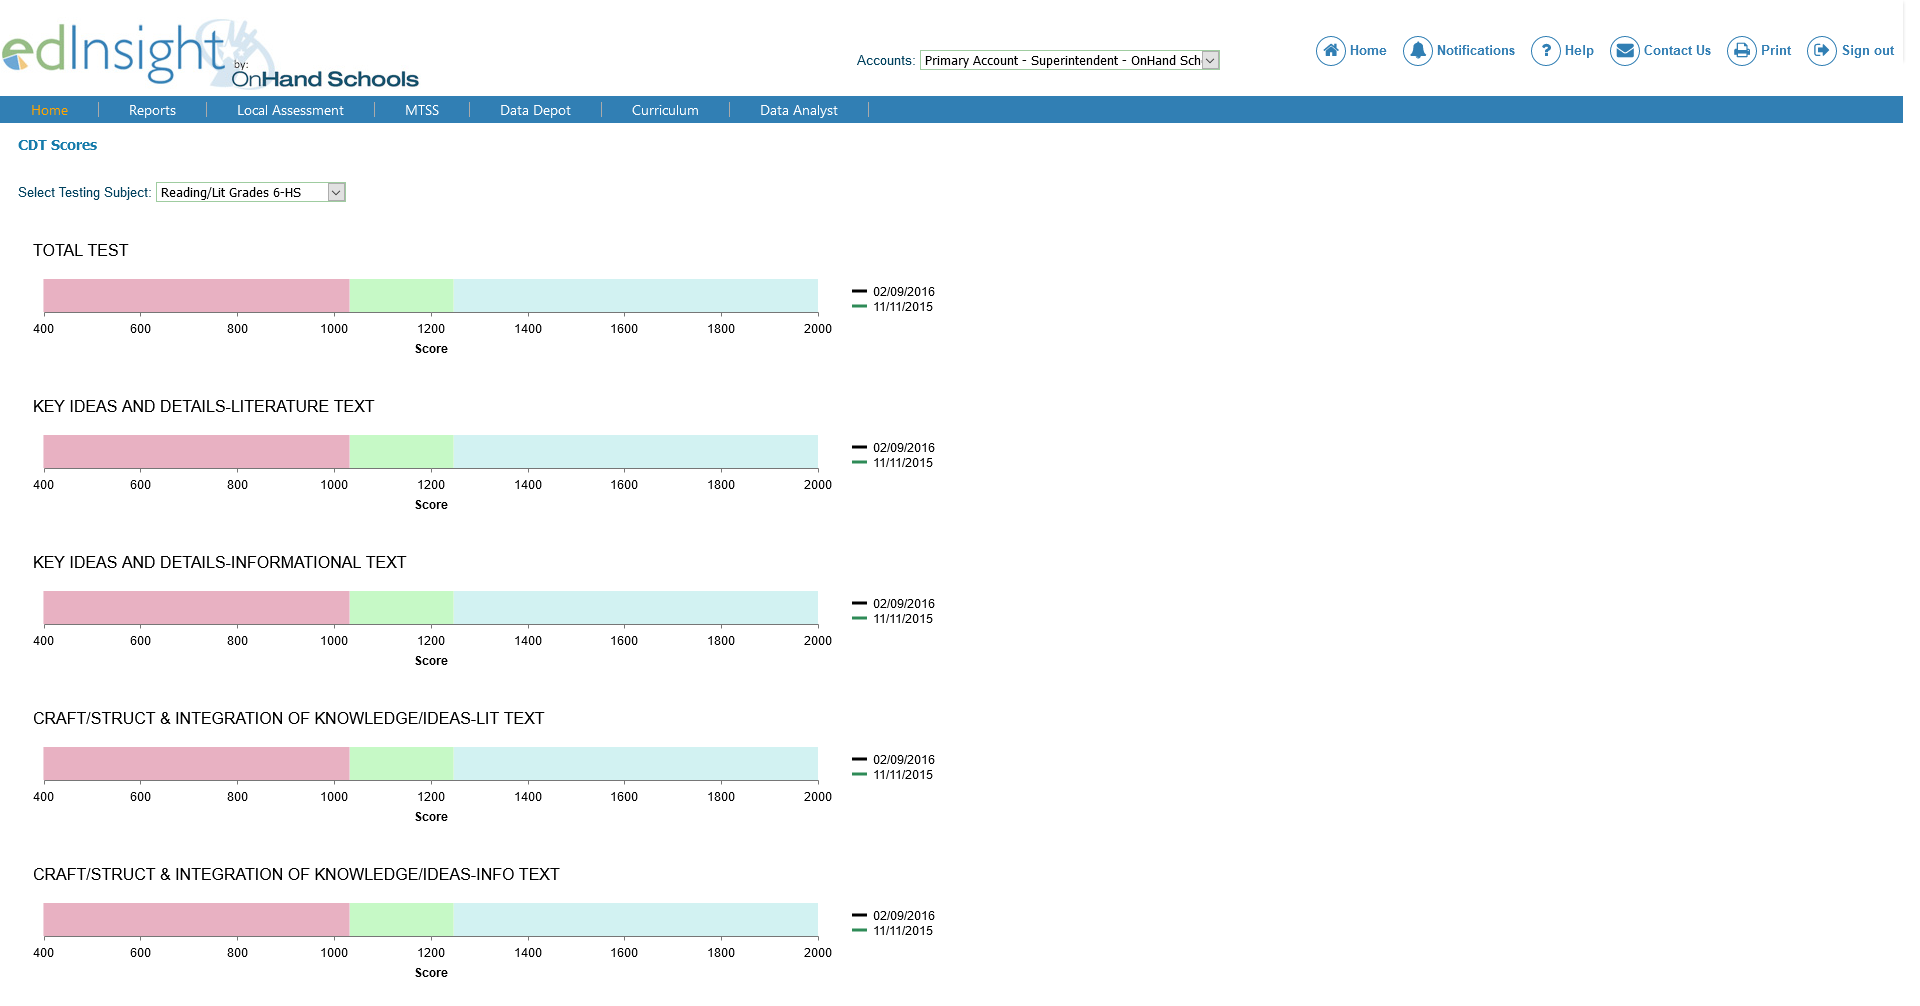 edInsight
by:
OnHand Schools
Accounts: Primary Account - Superintendent - OnHand Sch
Home Notifications ? Help Contact Us Print Sign out
Home Reports Local Assessment MTSS Data Depot Curriculum Data Analyst
CDT Scores
Select Testing Subject: Reading/Lit Grades 6-HS
TOTAL TEST
02/09/2016
11/11/2015
400 600 800 1000 1200 1400 1600 1800 2000
Score
KEY IDEAS AND DETAILS-LITERATURE TEXT
02/09/2016
11/11/2015
400 600 800 1000 1200 1400 1600 1800 2000
Score
KEY IDEAS AND DETAILS-INFORMATIONAL TEXT
02/09/2016
11/11/2015
400 600 800 1000 1200 1400 1600 1800 2000
Score
CRAFT/STRUCT & INTEGRATION OF KNOWLEDGE/IDEAS-LIT TEXT
02/09/2016
11/11/2015
400 600 800 1000 1200 1400 1600 1800 2000
Score
CRAFT/STRUCT & INTEGRATION OF KNOWLEDGE/IDEAS-INFO TEXT
02/09/2016
11/11/2015
400 600 800 1000 1200 1400 1600 1800 2000
Score